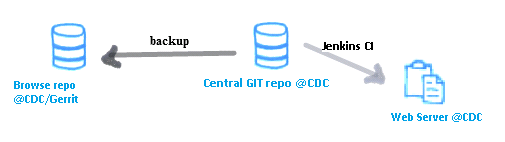 backup
Jenkins CI
Browse repo
@CDC/Gerrit
Central GIT repo @CDC
Web Server @CDC